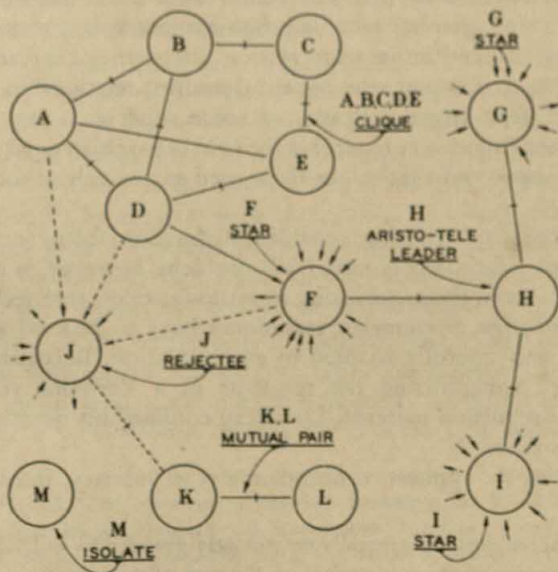 B
C
G
STAR
A
G
A,B,C,D,E
CLIQUE
E
D
F
STAR
H
ARISTO-TELE
LEADER
F
H
J
J
REJECTEE
K,L
MUTUAL PAIR
M
K
L
I
M
ISOLATE
I
STAR